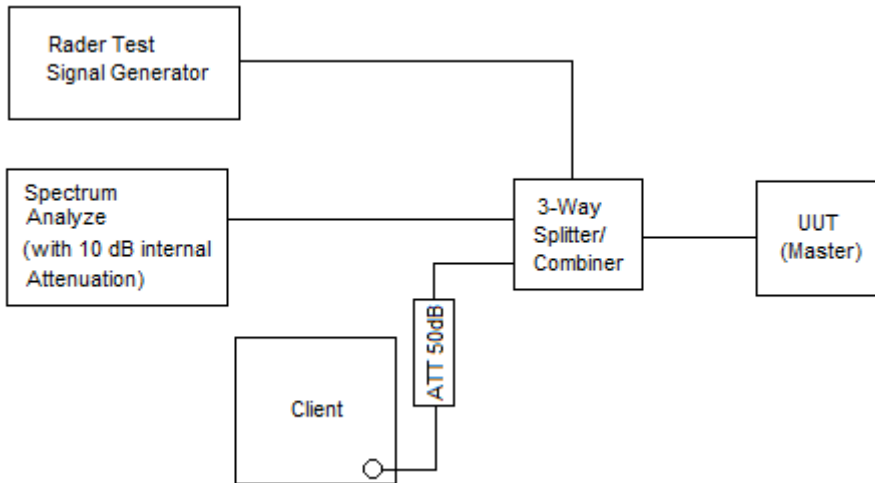 Rader Test
Signal Generator
Spectrum
Analyze
(with 10 dB internal
Attenuation)
3-Way
Splitter/
Combiner
UUT
(Master)
ATT 50dB
Client